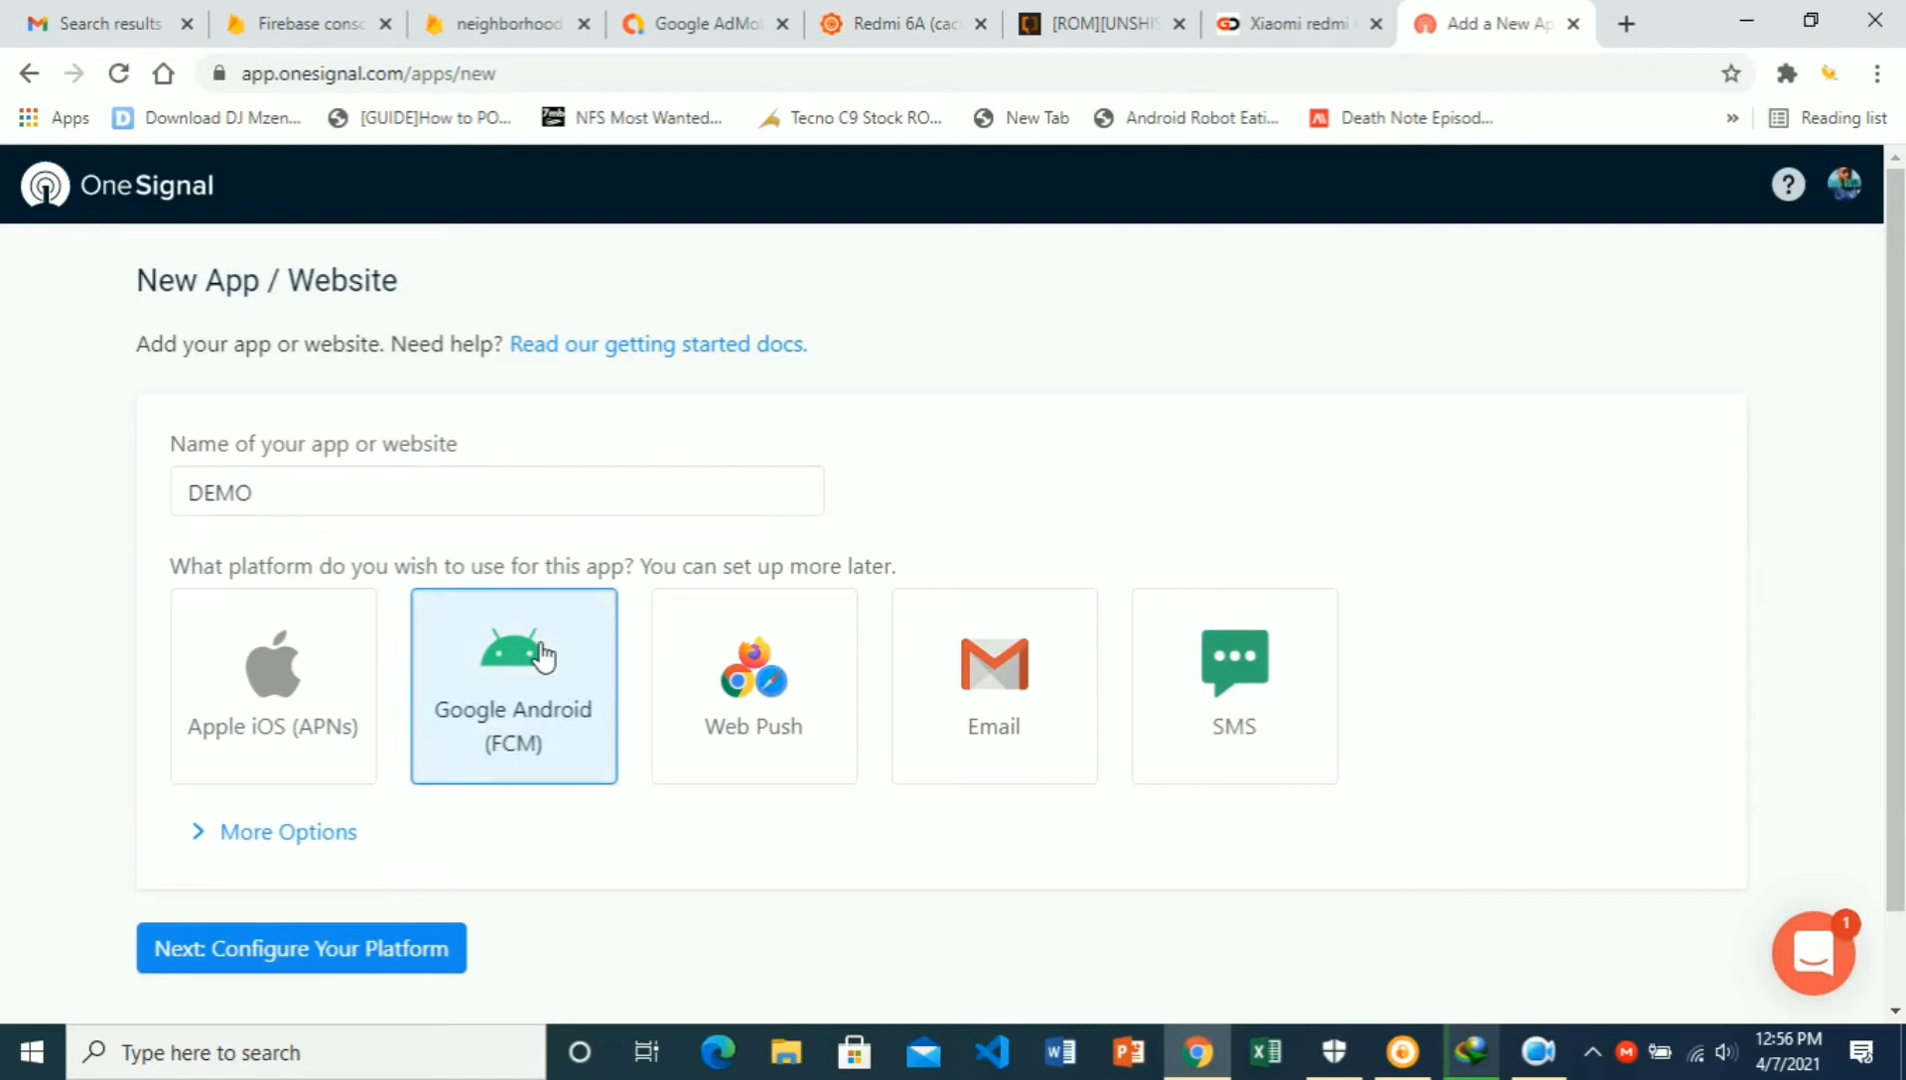 Search results
Firebase consc
neighborhood
Google AdMo
Redmi 6A (cac
[ROM][UNSHIS
Xiaomi redmi
Add a New Ap
app.onesignal.com/apps/new
Apps
Download DJ Mzen...
[GUIDE]How to PO...
NFS Most Wanted...
Tecno C9 Stock RO...
New Tab
Android Robot Eati...
Death Note Episod...
»
Reading list
OneSignal
?
New App / Website
Add your app or website. Need help? Read our getting started docs.
Name of your app or website
DEMO
What platform do you wish to use for this app? You can set up more later.
Apple iOS (APNs)
Google Android
(FCM)
Web Push
Email
SMS
More Options
Next: Configure Your Platform
1
Type here to search
12:56 PM
4/7/2021